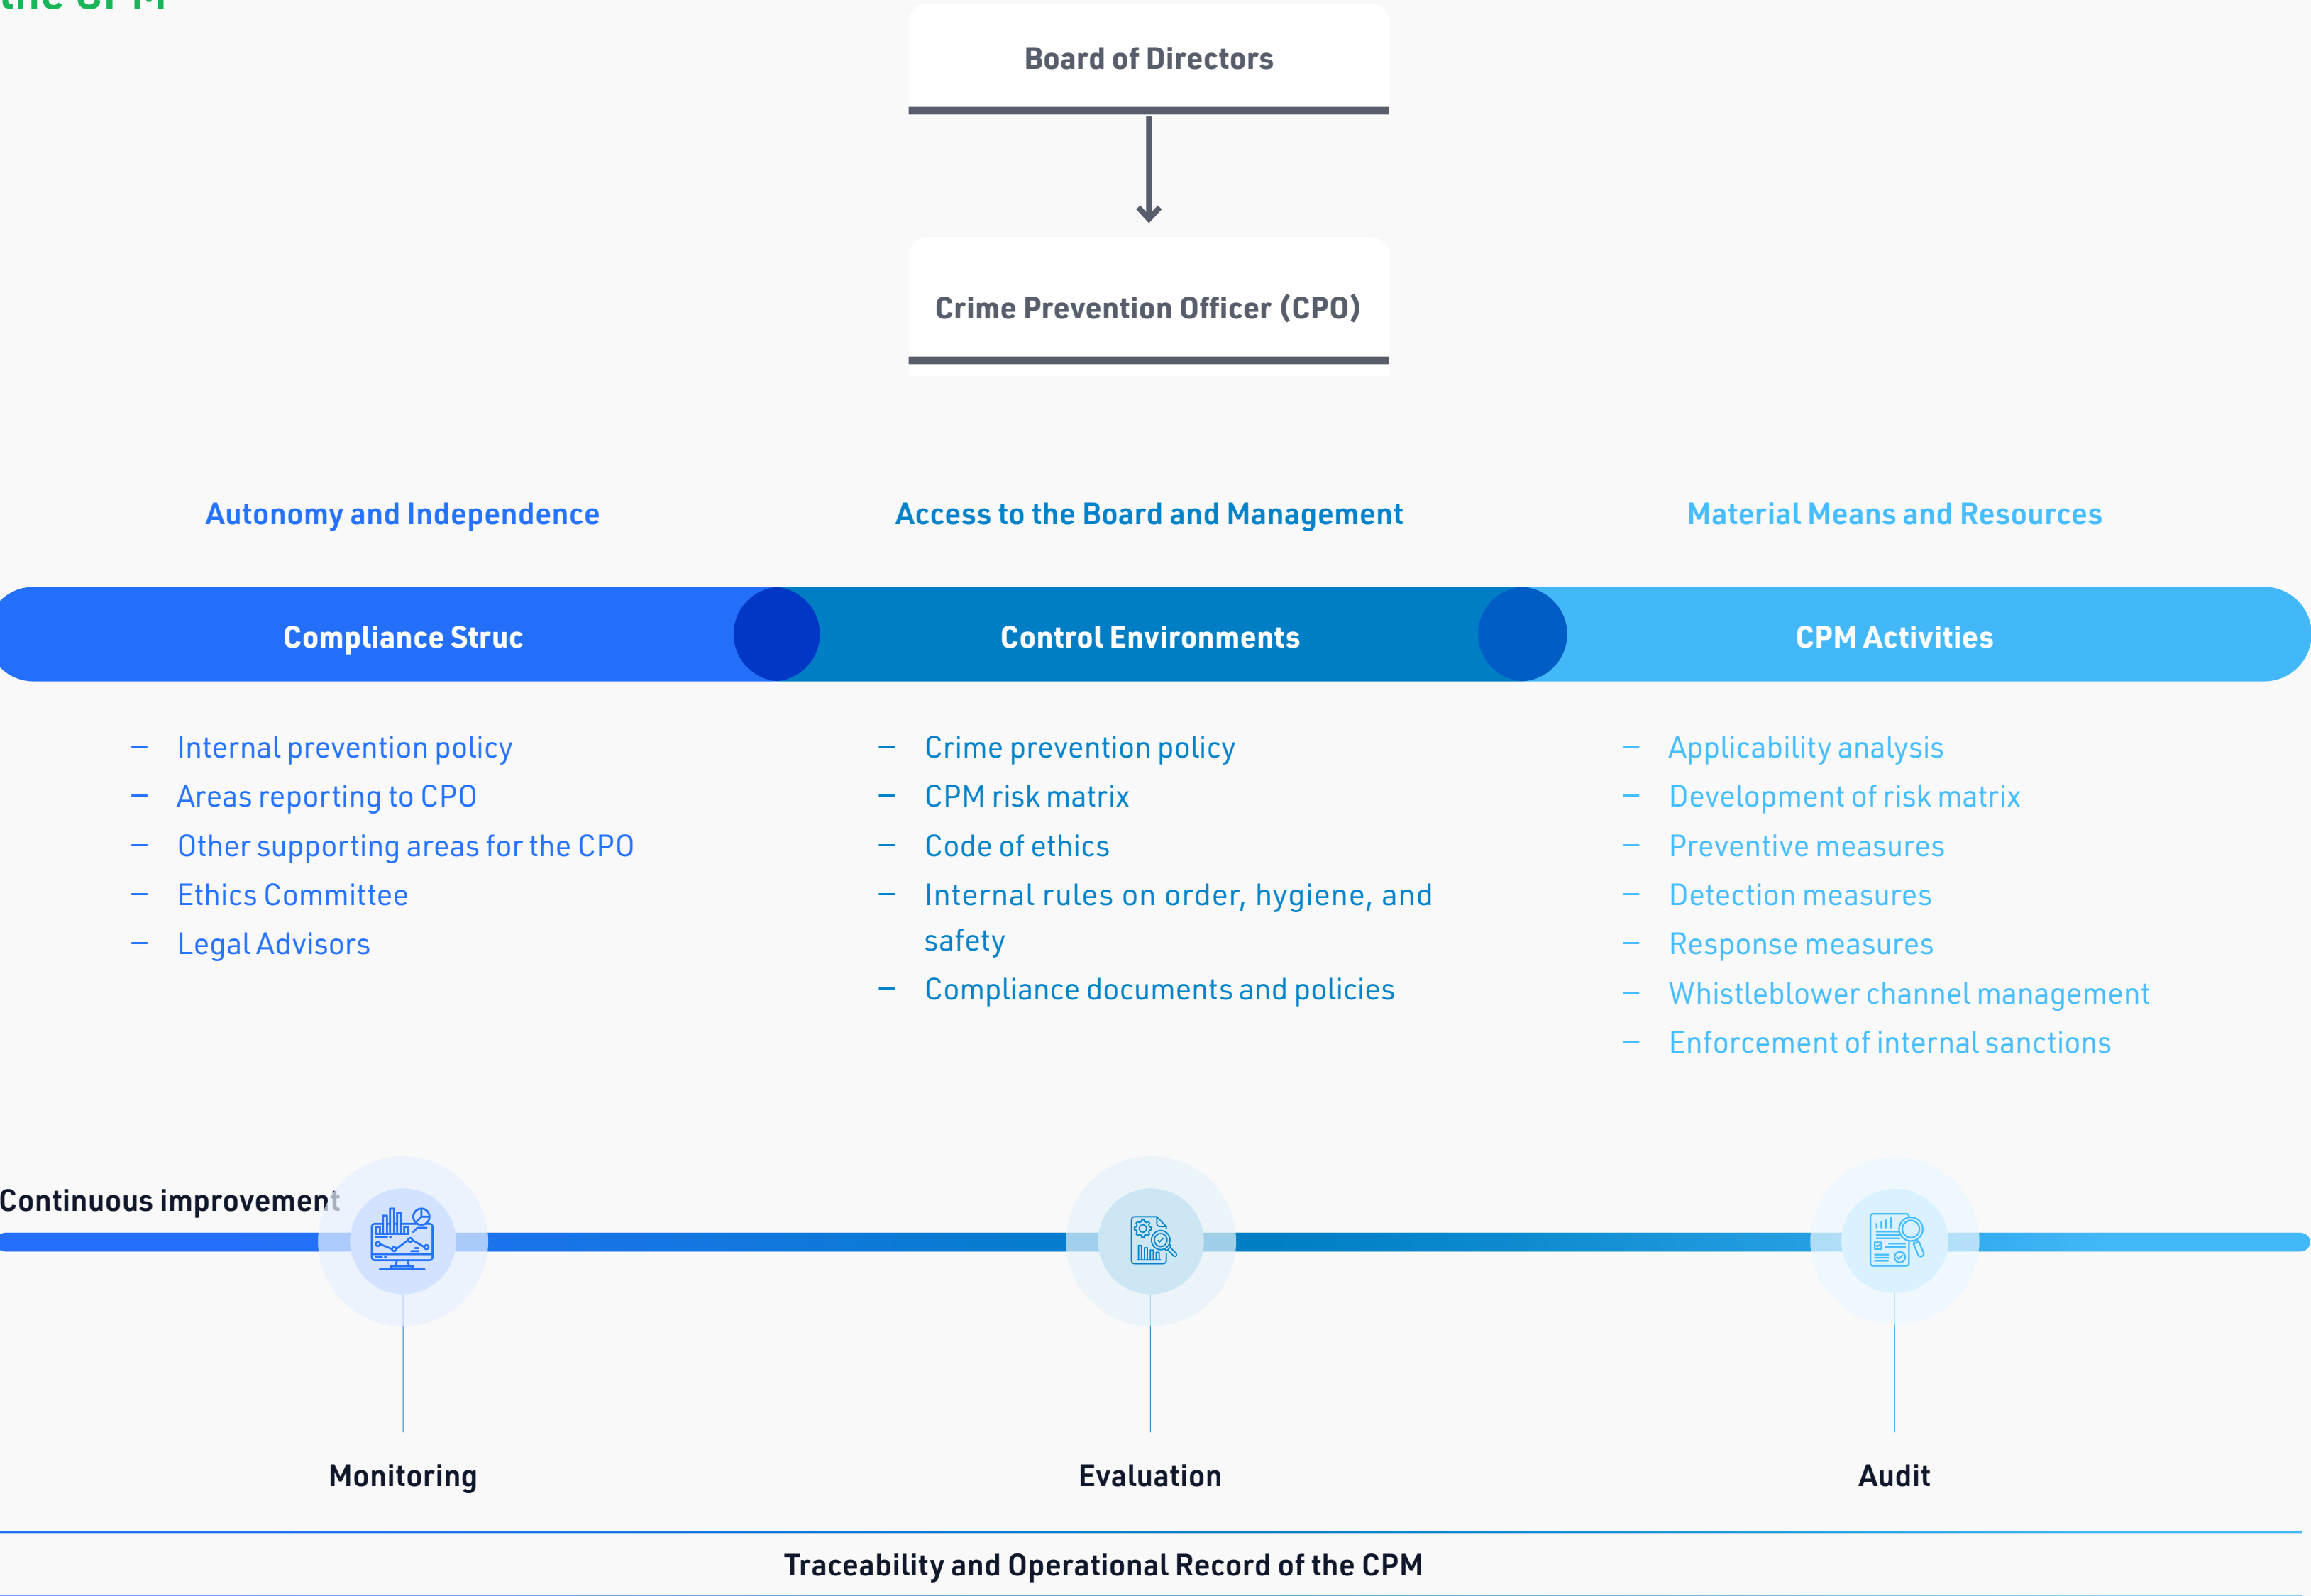 the CPM
Board of Directors
Crime Prevention Officer (CPO)
Autonomy and Independence
Access to the Board and Management
Material Means and Resources
Compliance Struc
Control Environments
CPM Activities
– Internal prevention policy
– Areas reporting to CPO
– Other supporting areas for the CPO
– Ethics Committee
– Legal Advisors
– Crime prevention policy
– CPM risk matrix
– Code of ethics
– Internal rules on order, hygiene, and
safety
– Compliance documents and policies
– Applicability analysis
– Development of risk matrix
– Preventive measures
– Detection measures
– Response measures
– Whistleblower channel management
– Enforcement of internal sanctions
Continuous improvement
Monitoring
Evaluation
Audit
Traceability and Operational Record of the CPM